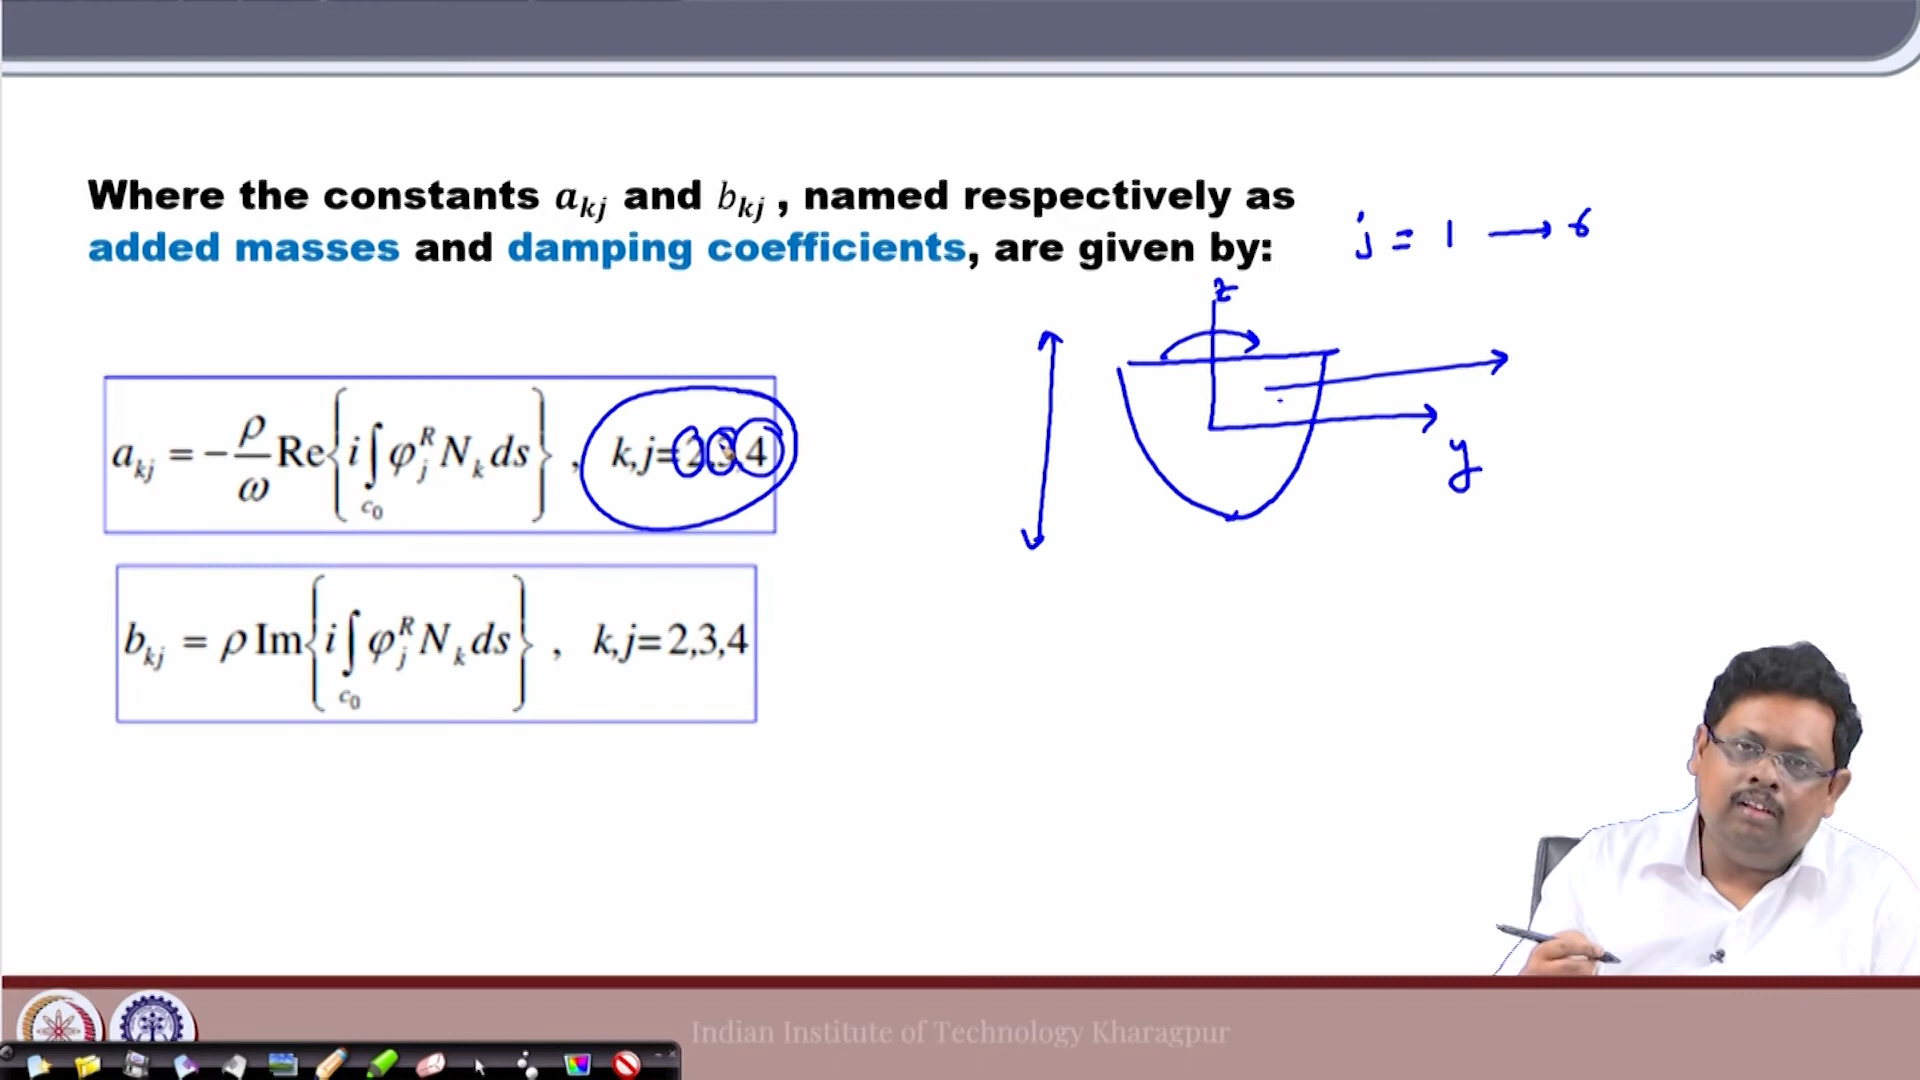 Where the constants a_kj and b_kj , named respectively as
added masses and damping coefficients, are given by:
j = 1 → 6
z
a_kj = -ρ/ω Re{ i∫_c₀ φ_j^R N_k ds } , k,j=2,3,4
y
b_kj = ρ Im{ i∫_c₀ φ_j^R N_k ds } , k,j=2,3,4
Indian Institute of Technology Kharagpur